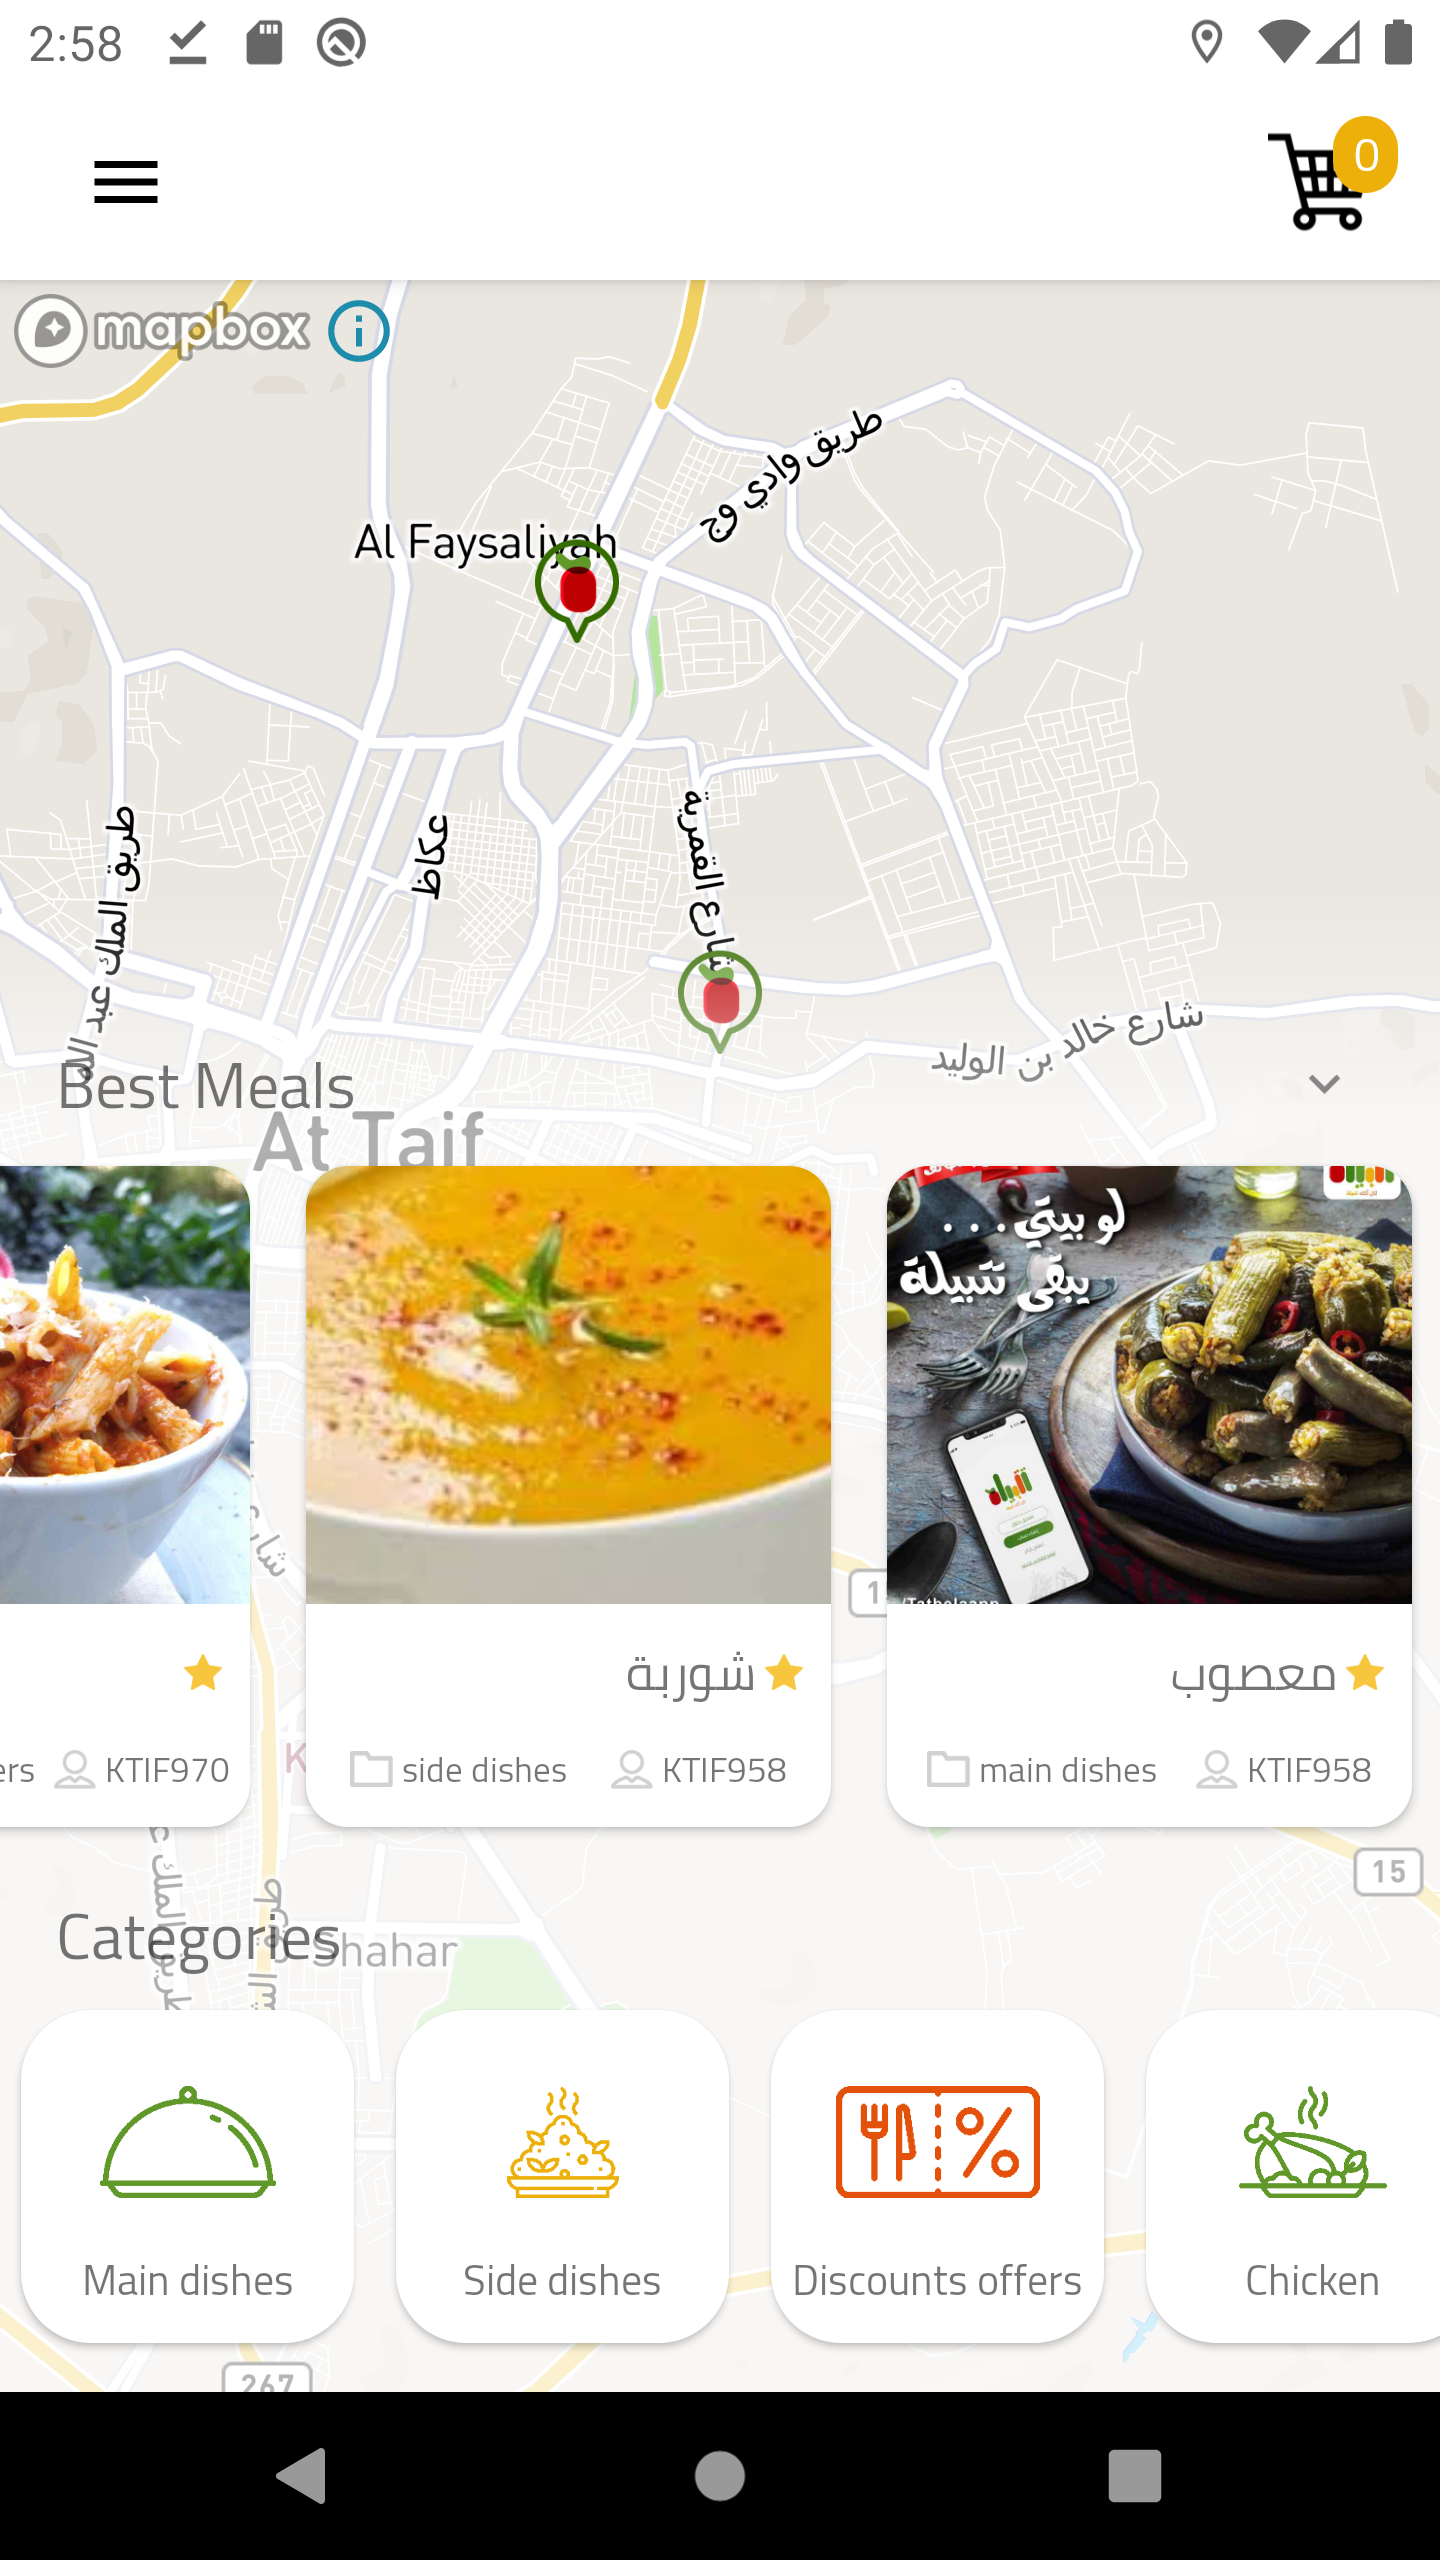 2:58
0
mapbox
طريق وادي وج
Al Faysaliyah
طريق الملك عبد الله
عكاظ
شارع القمرية
شارع خالد بن الوليد
Best Meals
At Taif
لو بيتي...
يبقى تتبيلة
/Tatbelaapp
شوربة
معصوب
ers KTIF970
side dishes KTIF958
main dishes KTIF958
15
Categories
Shahar
Main dishes
Side dishes
Discounts offers
Chicken
267